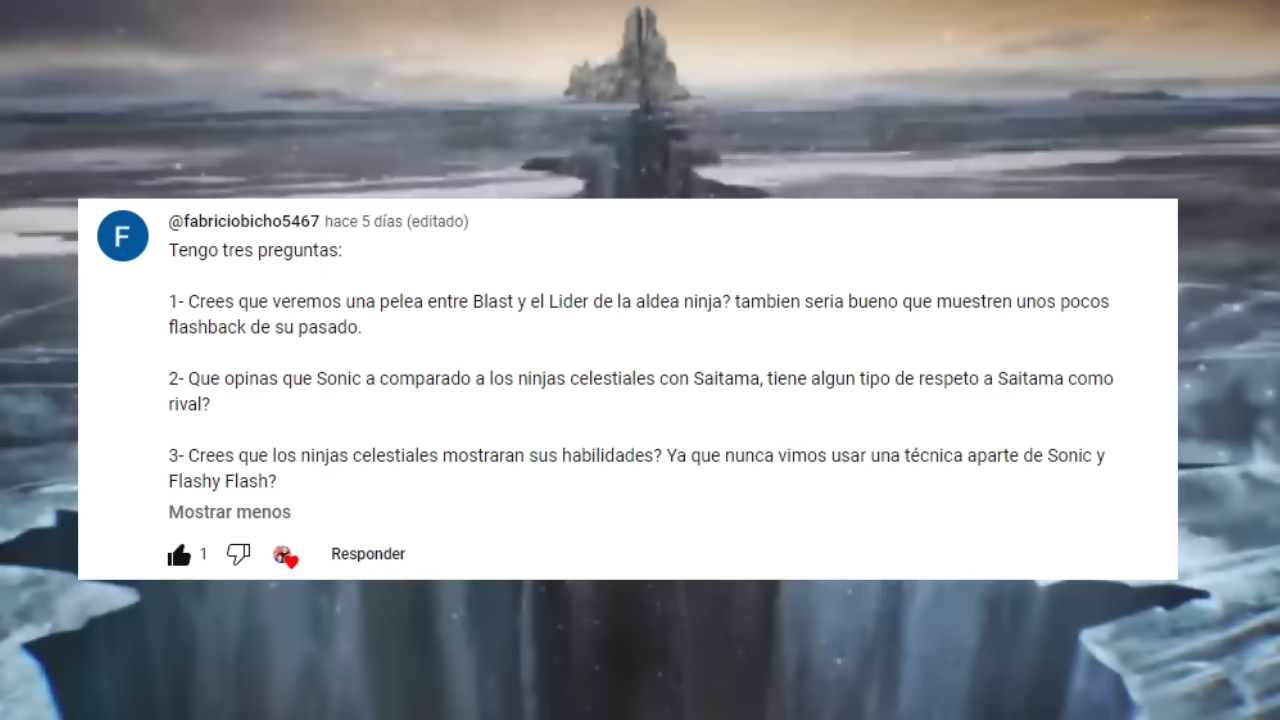 F
@fabriciobicho5467 hace 5 días (editado)
Tengo tres preguntas:
1- Crees que veremos una pelea entre Blast y el Lider de la aldea ninja? tambien seria bueno que muestren unos pocos
flashback de su pasado.
2- Que opinas que Sonic a comparado a los ninjas celestiales con Saitama, tiene algun tipo de respeto a Saitama como
rival?
3- Crees que los ninjas celestiales mostraran sus habilidades? Ya que nunca vimos usar una técnica aparte de Sonic y
Flashy Flash?
Mostrar menos
1
Responder